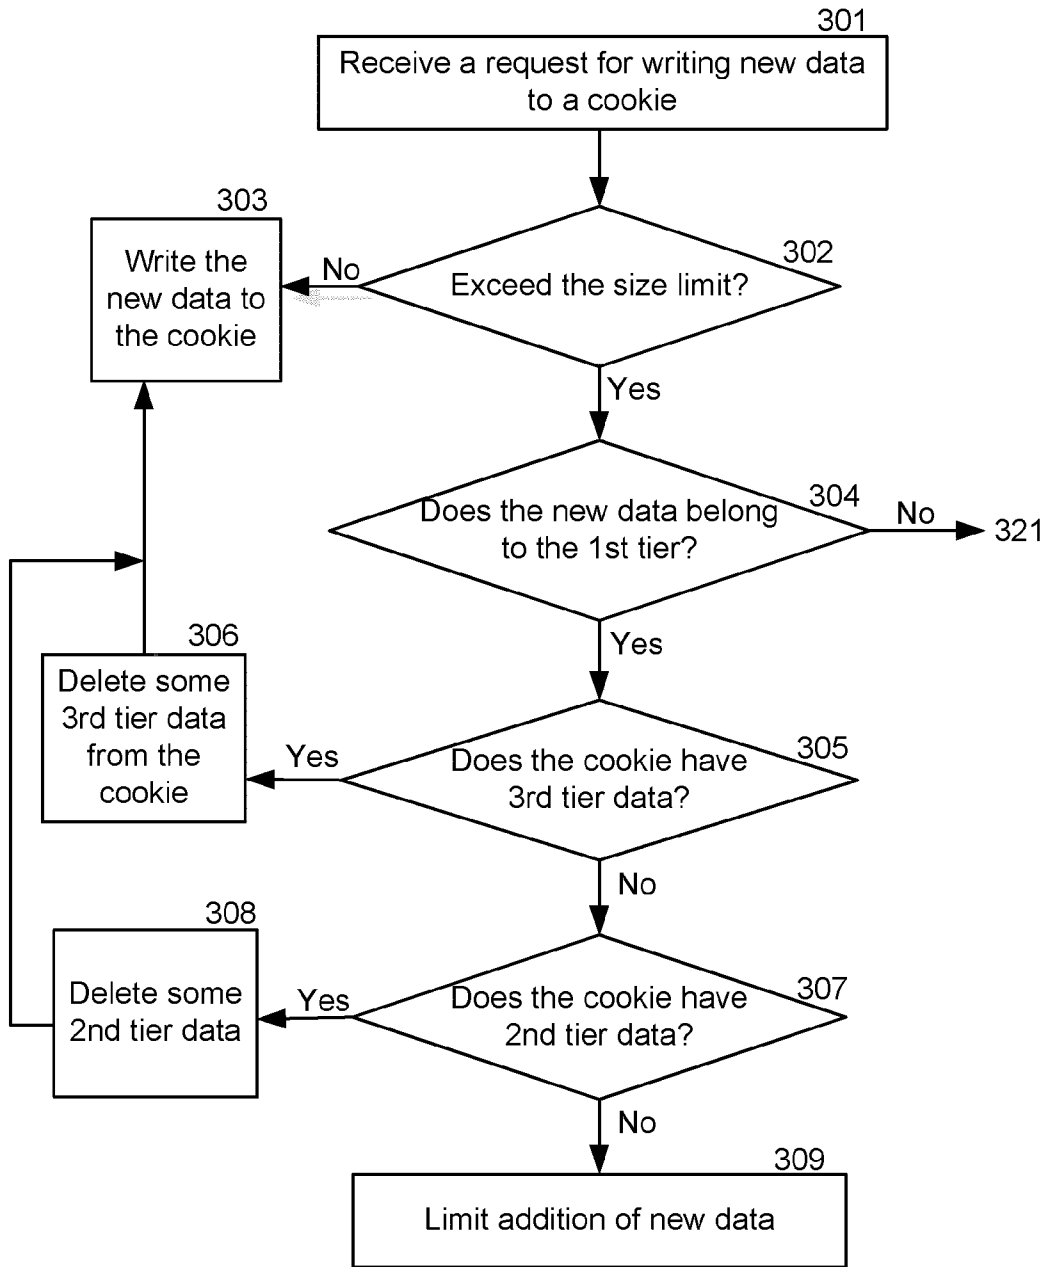 301
Receive a request for writing new data
to a cookie
303
Write the
new data to
the cookie
No
302
Exceed the size limit?
Yes
304
Does the new data belong
to the 1st tier?
No
321
Yes
306
Delete some
3rd tier data
from the
cookie
Yes
305
Does the cookie have
3rd tier data?
No
308
Delete some
2nd tier data
Yes
307
Does the cookie have
2nd tier data?
No
309
Limit addition of new data